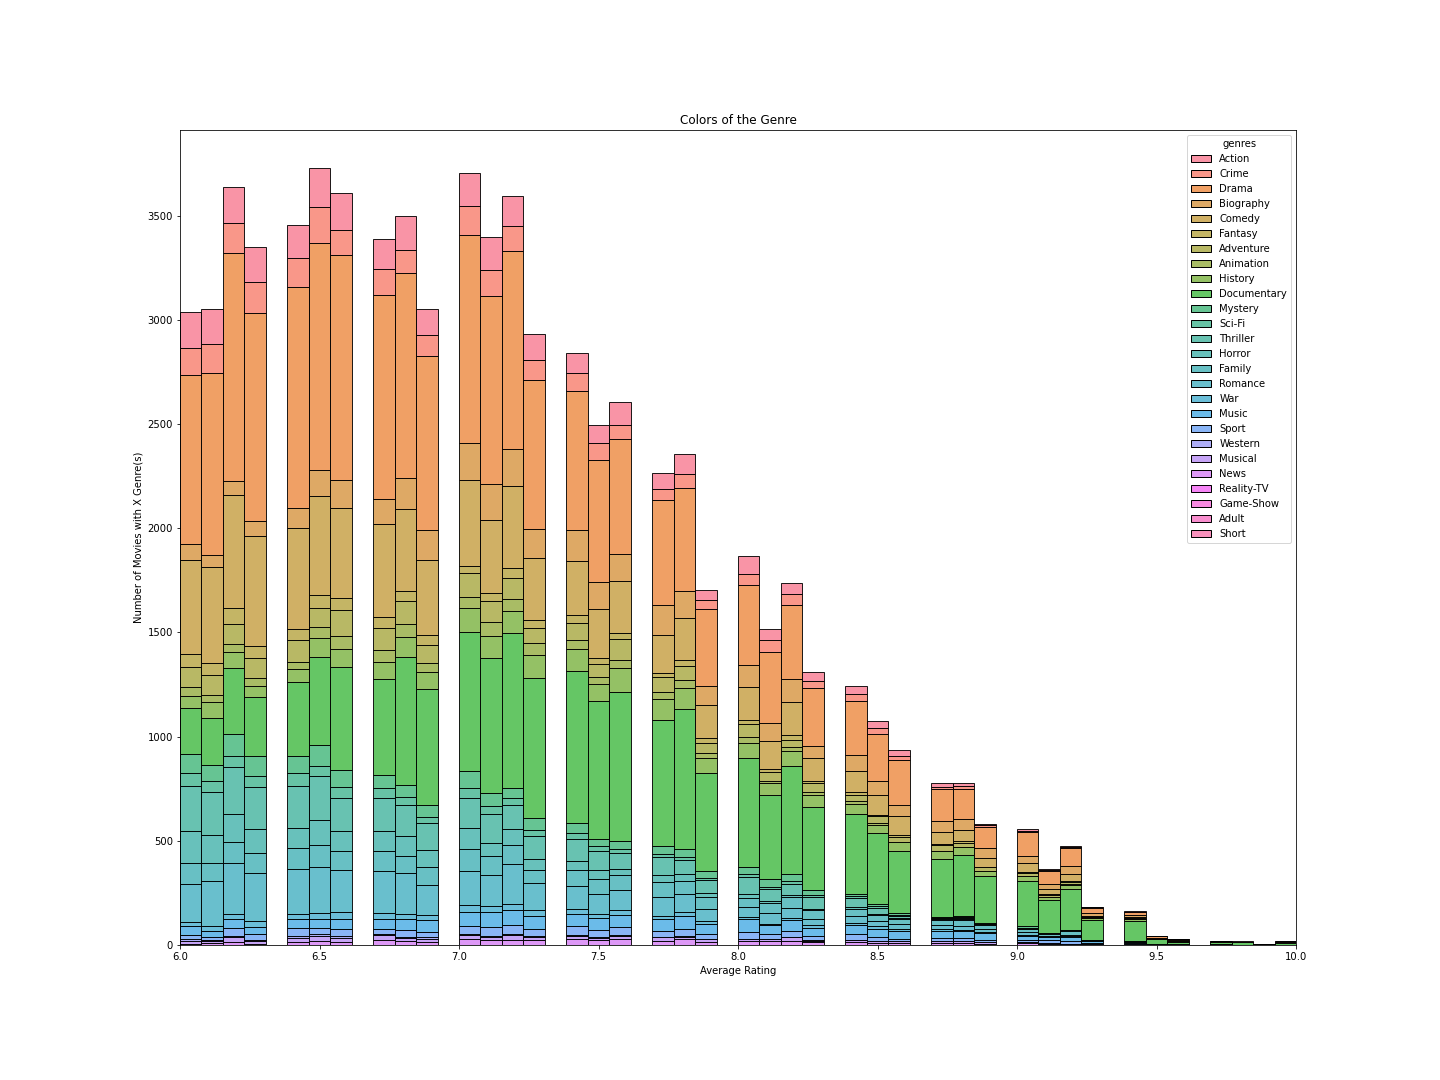 Colors of the Genre
genres
Action
Crime
Drama
Biography
Comedy
Fantasy
Adventure
Animation
History
Documentary
Mystery
Sci-Fi
Thriller
Horror
Family
Romance
War
Music
Sport
Western
Musical
News
Reality-TV
Game-Show
Adult
Short
Number of Movies with X Genre(s)
3500
3000
2500
2000
1500
1000
500
0
6.0 6.5 7.0 7.5 8.0 8.5 9.0 9.5 10.0
Average Rating